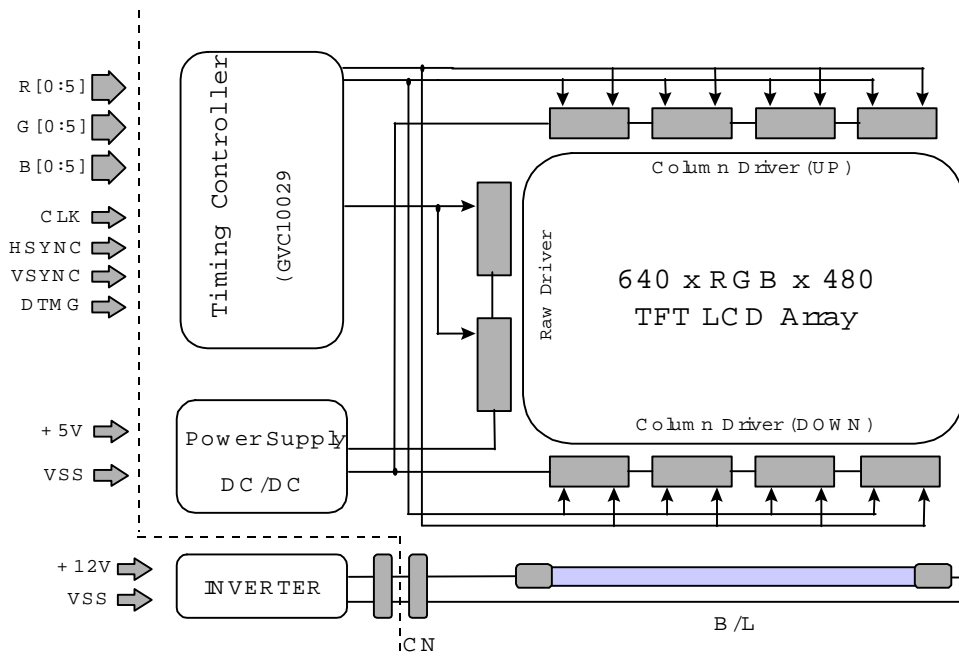 R[0:5]
G[0:5]
B[0:5]
CLK
HSYNC
VSYNC
DTMG
+5V
VSS
+12V
VSS
Timing Controller
(GVC10029)
Power Supply
DC/DC
INVERTER
CN
Column Driver(UP)
Raw Driver
640 x RGB x 480
TFT LCD Array
Column Driver(DOWN)
B/L